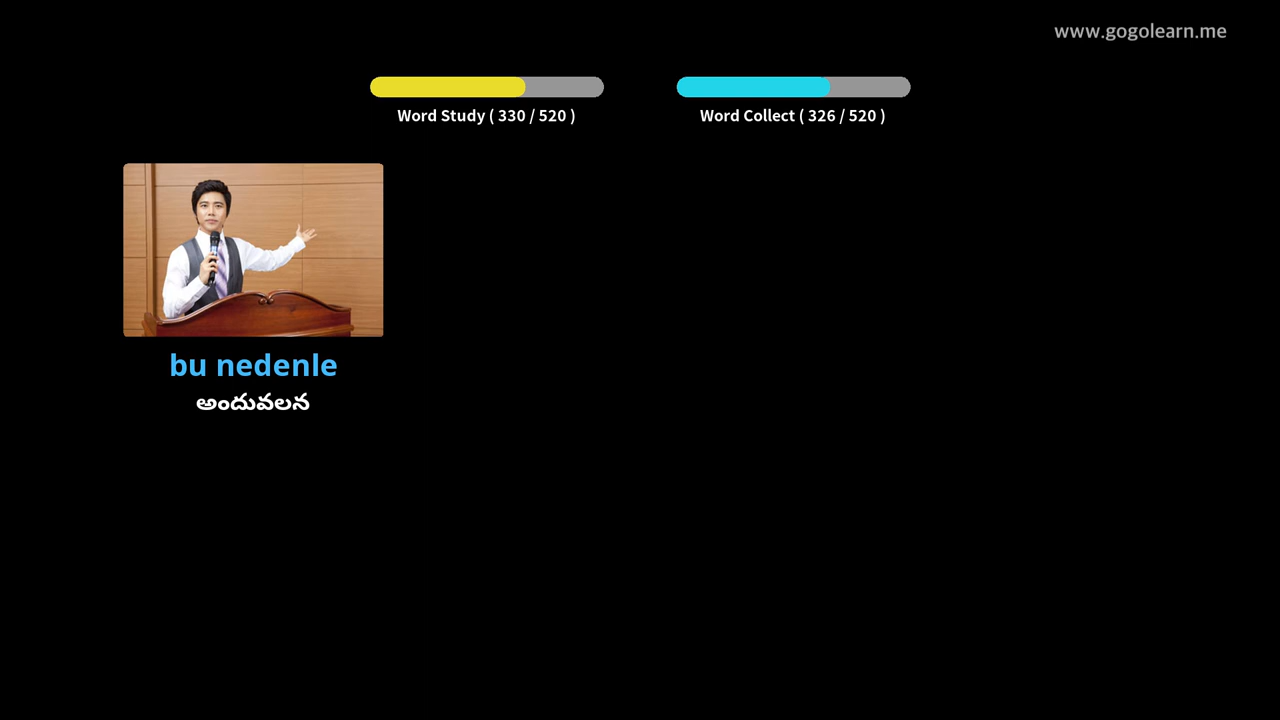 www.gogolearn.me
Word Study ( 330 / 520 )
Word Collect ( 326 / 520 )
bu nedenle
అందువలన